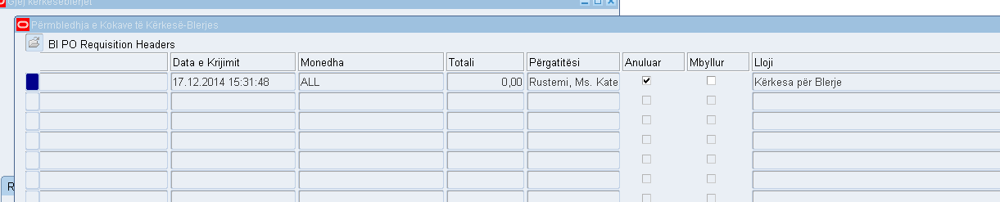 Gjej kërkesëblerjet
Përmbledhja e Kokave të Kërkesë-Blerjes
BI PO Requisition Headers
Data e Krijimit Monedha Totali Përgatitësi Anuluar Mbyllur Lloji
17.12.2014 15:31:48 ALL 0,00 Rustemi, Ms. Kate Kërkesa për Blerje
R